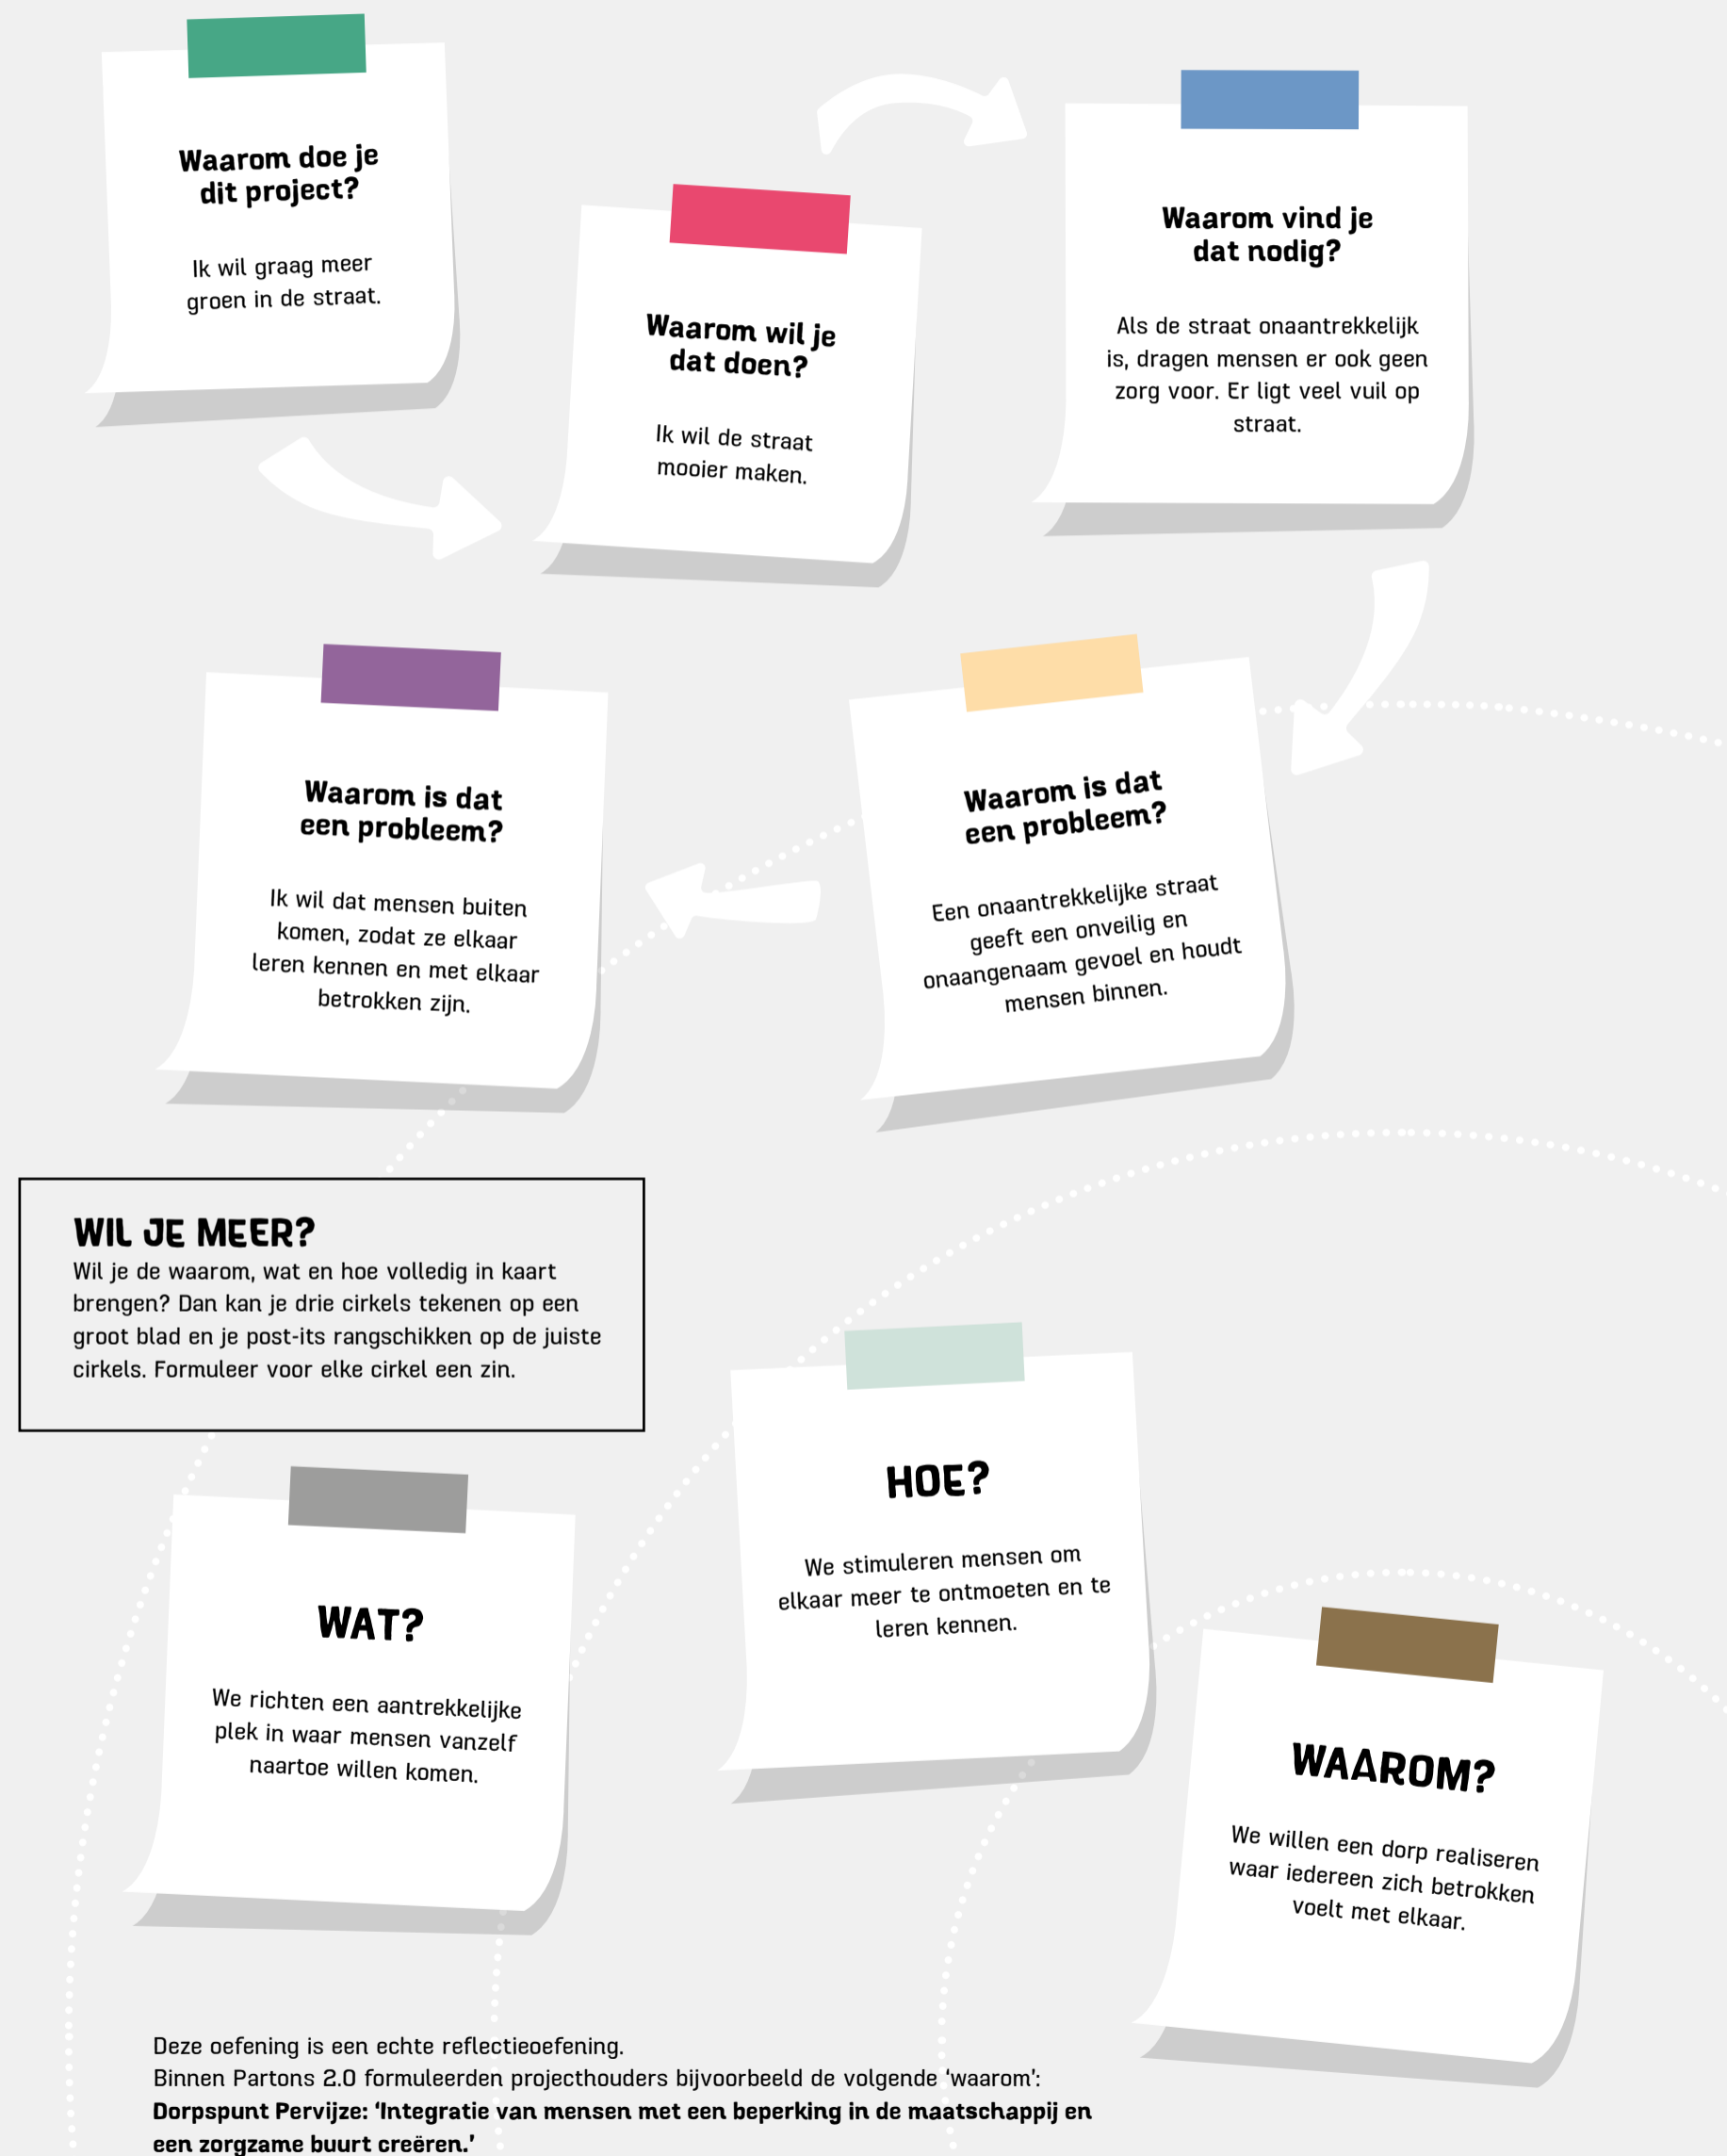 Waarom doe je
dit project?
Ik wil graag meer
groen in de straat.
Waarom wil je
dat doen?
Ik wil de straat
mooier maken.
Waarom vind je
dat nodig?
Als de straat onaantrekkelijk
is, dragen mensen er ook geen
zorg voor. Er ligt veel vuil op
straat.
Waarom is dat
een probleem?
Een onaantrekkelijke straat
geeft een onveilig en
onaangenaam gevoel en houdt
mensen binnen.
Waarom is dat
een probleem?
Ik wil dat mensen buiten
komen, zodat ze elkaar
leren kennen en met elkaar
betrokken zijn.
WIL JE MEER?
Wil je de waarom, wat en hoe volledig in kaart
brengen? Dan kan je drie cirkels tekenen op een
groot blad en je post-its rangschikken op de juiste
cirkels. Formuleer voor elke cirkel een zin.
WAT?
We richten een aantrekkelijke
plek in waar mensen vanzelf
naartoe willen komen.
HOE?
We stimuleren mensen om
elkaar meer te ontmoeten en te
leren kennen.
WAAROM?
We willen een dorp realiseren
waar iedereen zich betrokken
voelt met elkaar.
Deze oefening is een echte reflectieoefening.
Binnen Partons 2.0 formuleerden projecthouders bijvoorbeeld de volgende ‘waarom’:
Dorpspunt Pervijze: ‘Integratie van mensen met een beperking in de maatschappij en
een zorgzame buurt creëren.’